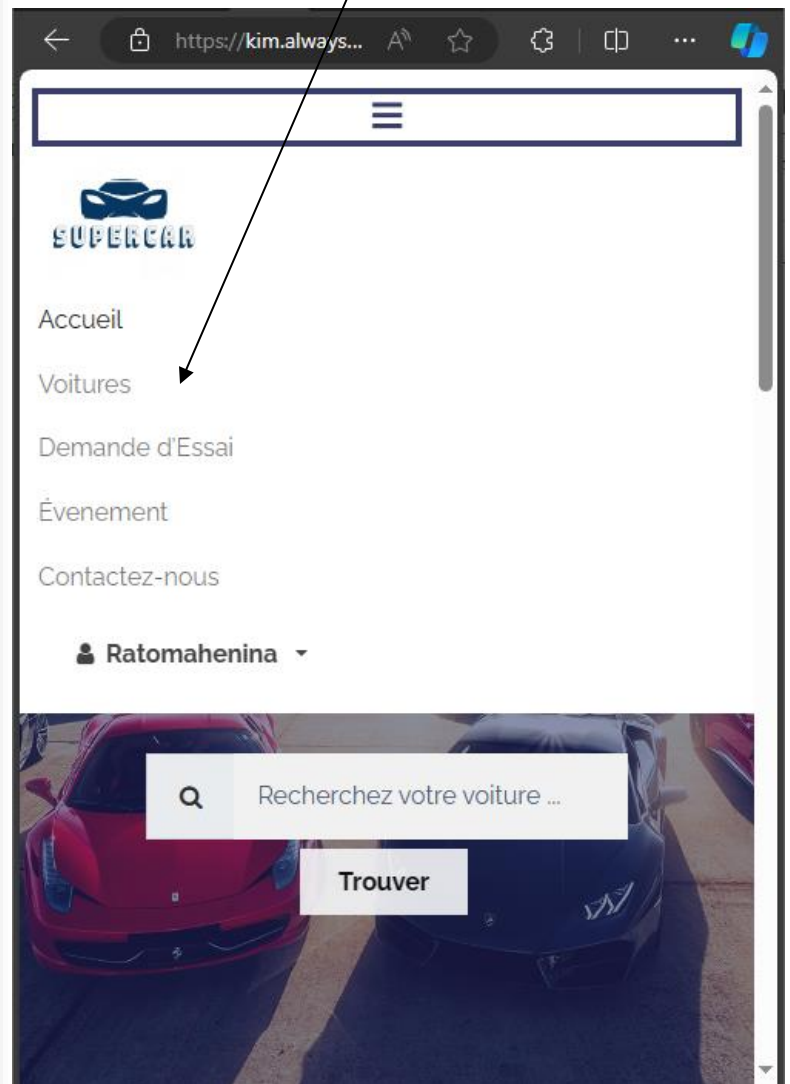 https://kim.always...
SUPERCAR
Accueil
Voitures
Demande d'Essai
Évenement
Contactez-nous
Ratomahenina
Recherchez votre voiture ...
Trouver